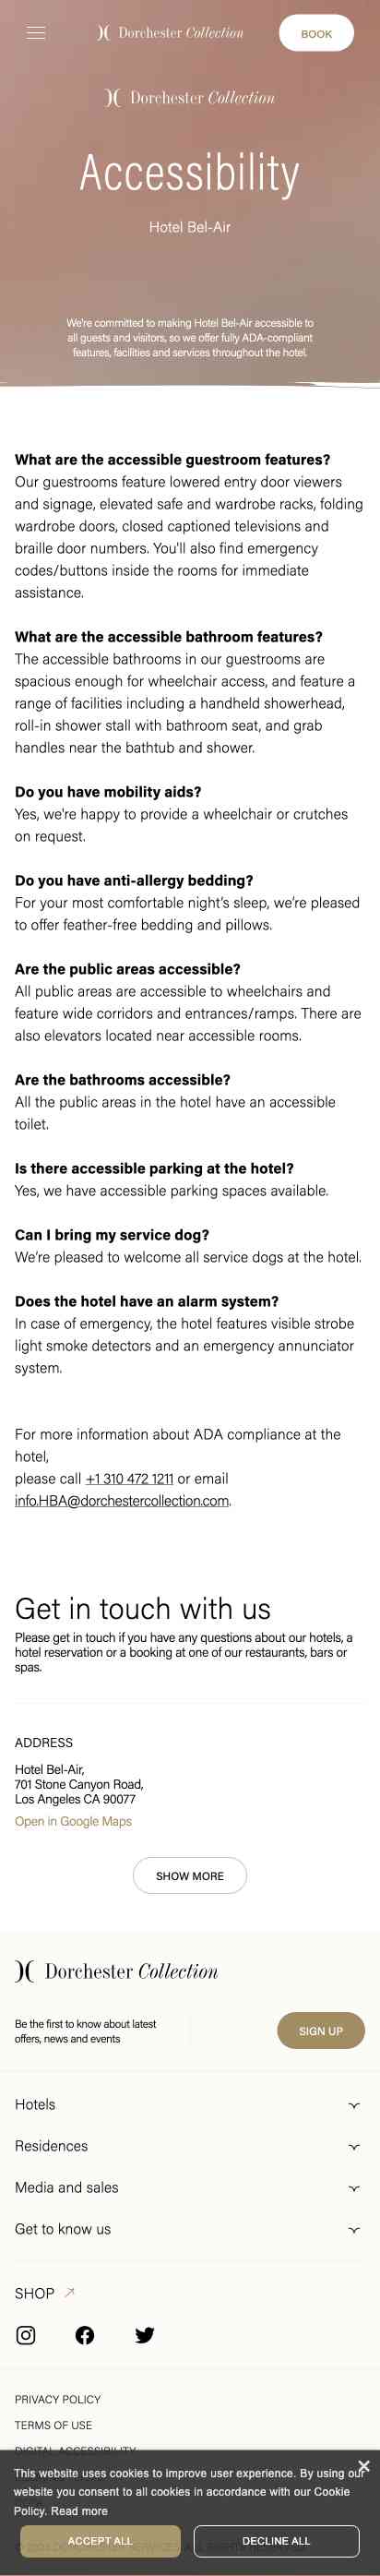 Dorchester Collection
BOOK
Dorchester Collection
Accessibility
Hotel Bel-Air
We're committed to making Hotel Bel-Air accessible to
all guests and visitors, so we offer fully ADA-compliant
features, facilities and services throughout the hotel.
What are the accessible guestroom features?
Our guestrooms feature lowered entry door viewers
and signage, elevated safe and wardrobe racks, folding
wardrobe doors, closed captioned televisions and
braille door numbers. You'll also find emergency
codes/buttons inside the rooms for immediate
assistance.
What are the accessible bathroom features?
The accessible bathrooms in our guestrooms are
spacious enough for wheelchair access, and feature a
range of facilities including a handheld showerhead,
roll-in shower stall with bathroom seat, and grab
handles near the bathtub and shower.
Do you have mobility aids?
Yes, we're happy to provide a wheelchair or crutches
on request.
Do you have anti-allergy bedding?
For your most comfortable night's sleep, we're pleased
to offer feather-free bedding and pillows.
Are the public areas accessible?
All public areas are accessible to wheelchairs and
feature wide corridors and entrances/ramps. There are
also elevators located near accessible rooms.
Are the bathrooms accessible?
All the public areas in the hotel have an accessible
toilet.
Is there accessible parking at the hotel?
Yes, we have accessible parking spaces available.
Can I bring my service dog?
We're pleased to welcome all service dogs at the hotel.
Does the hotel have an alarm system?
In case of emergency, the hotel features visible strobe
light smoke detectors and an emergency annunciator
system.
For more information about ADA compliance at the
hotel,
please call +1 310 472 1211 or email
info.HBA@dorchestercollection.com.
Get in touch with us
Please get in touch if you have any questions about our hotels, a
hotel reservation or a booking at one of our restaurants, bars or
spas.
ADDRESS
Hotel Bel-Air,
701 Stone Canyon Road,
Los Angeles CA 90077
Open in Google Maps
SHOW MORE
Dorchester Collection
Be the first to know about latest
offers, news and events
SIGN UP
Hotels
Residences
Media and sales
Get to know us
SHOP
PRIVACY POLICY
TERMS OF USE
DIGITAL ACCESSIBILITY
This website uses cookies to improve user experience. By using our
website you consent to all cookies in accordance with our Cookie
Policy. Read more
ACCEPT ALL
DECLINE ALL